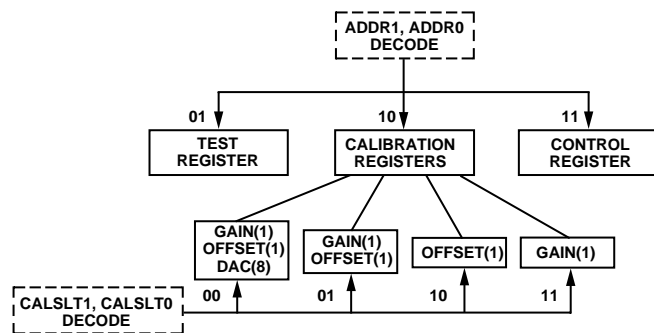 ADDR1, ADDR0
DECODE
01
10
11
TEST
REGISTER
CALIBRATION
REGISTERS
CONTROL
REGISTER
GAIN(1)
OFFSET(1)
DAC(8)
GAIN(1)
OFFSET(1)
OFFSET(1)
GAIN(1)
CALSLT1, CALSLT0
DECODE
00
01
10
11